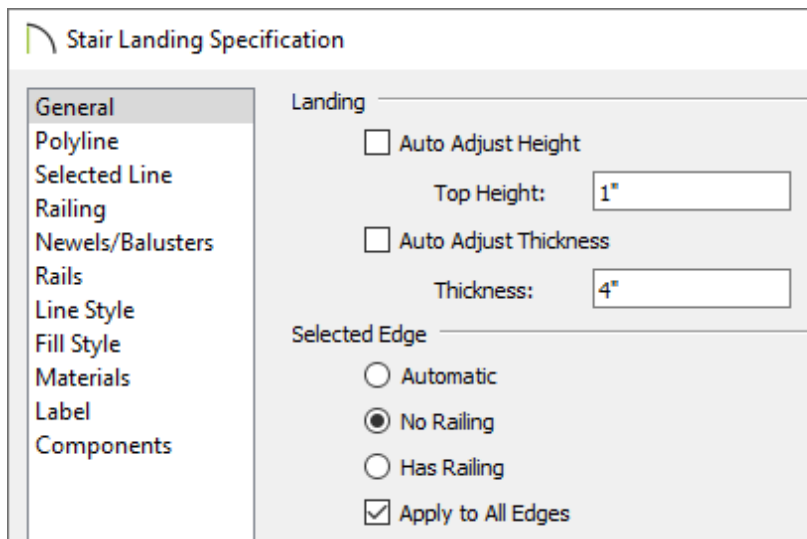 Stair Landing Specification
General
Polyline
Selected Line
Railing
Newels/Balusters
Rails
Line Style
Fill Style
Materials
Label
Components
Landing
Auto Adjust Height
Top Height: 1"
Auto Adjust Thickness
Thickness: 4"
Selected Edge
Automatic
No Railing
Has Railing
Apply to All Edges